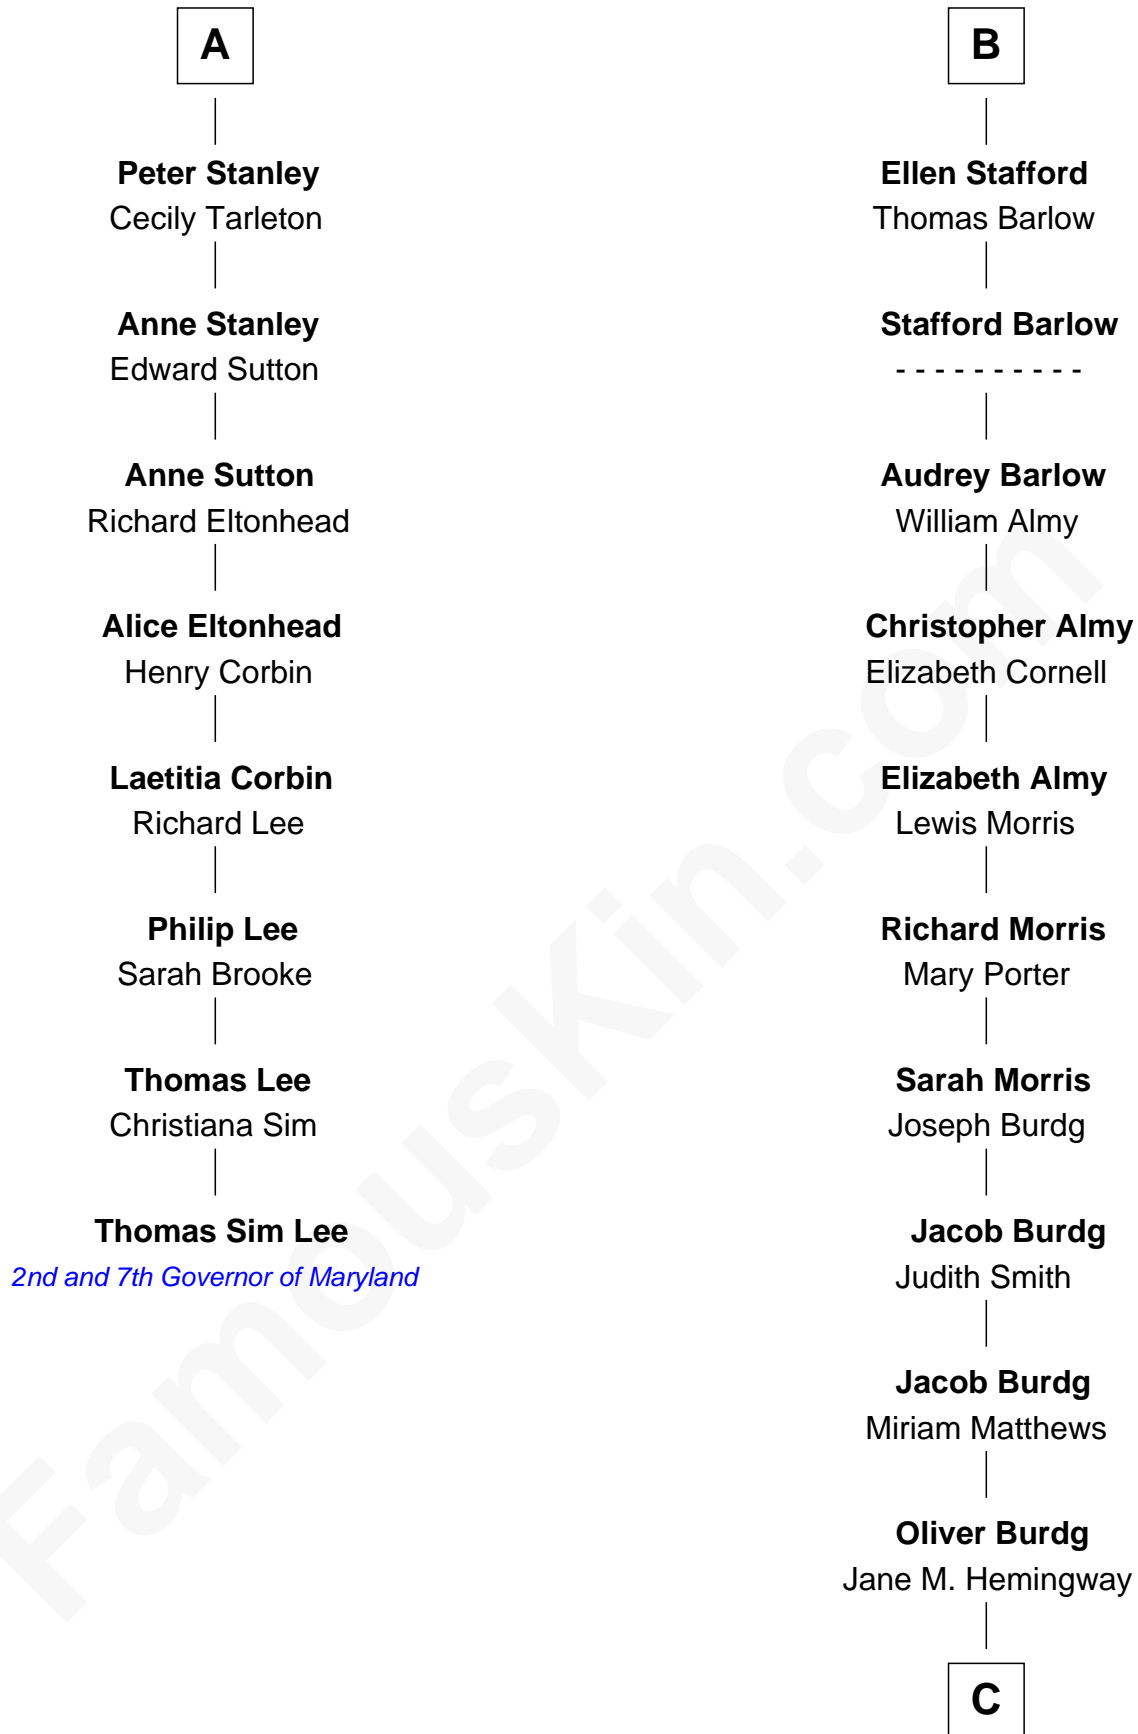 A
Peter Stanley
Cecily Tarleton
Anne Stanley
Edward Sutton
Anne Sutton
Richard Eltonhead
Alice Eltonhead
Henry Corbin
Laetitia Corbin
Richard Lee
Philip Lee
Sarah Brooke
Thomas Lee
Christiana Sim
Thomas Sim Lee
2nd and 7th Governor of Maryland
B
Ellen Stafford
Thomas Barlow
Stafford Barlow
- - - - - - - - - -
Audrey Barlow
William Almy
Christopher Almy
Elizabeth Cornell
Elizabeth Almy
Lewis Morris
Richard Morris
Mary Porter
Sarah Morris
Joseph Burdg
Jacob Burdg
Judith Smith
Jacob Burdg
Miriam Matthews
Oliver Burdg
Jane M. Hemingway
C
FamousKin.com